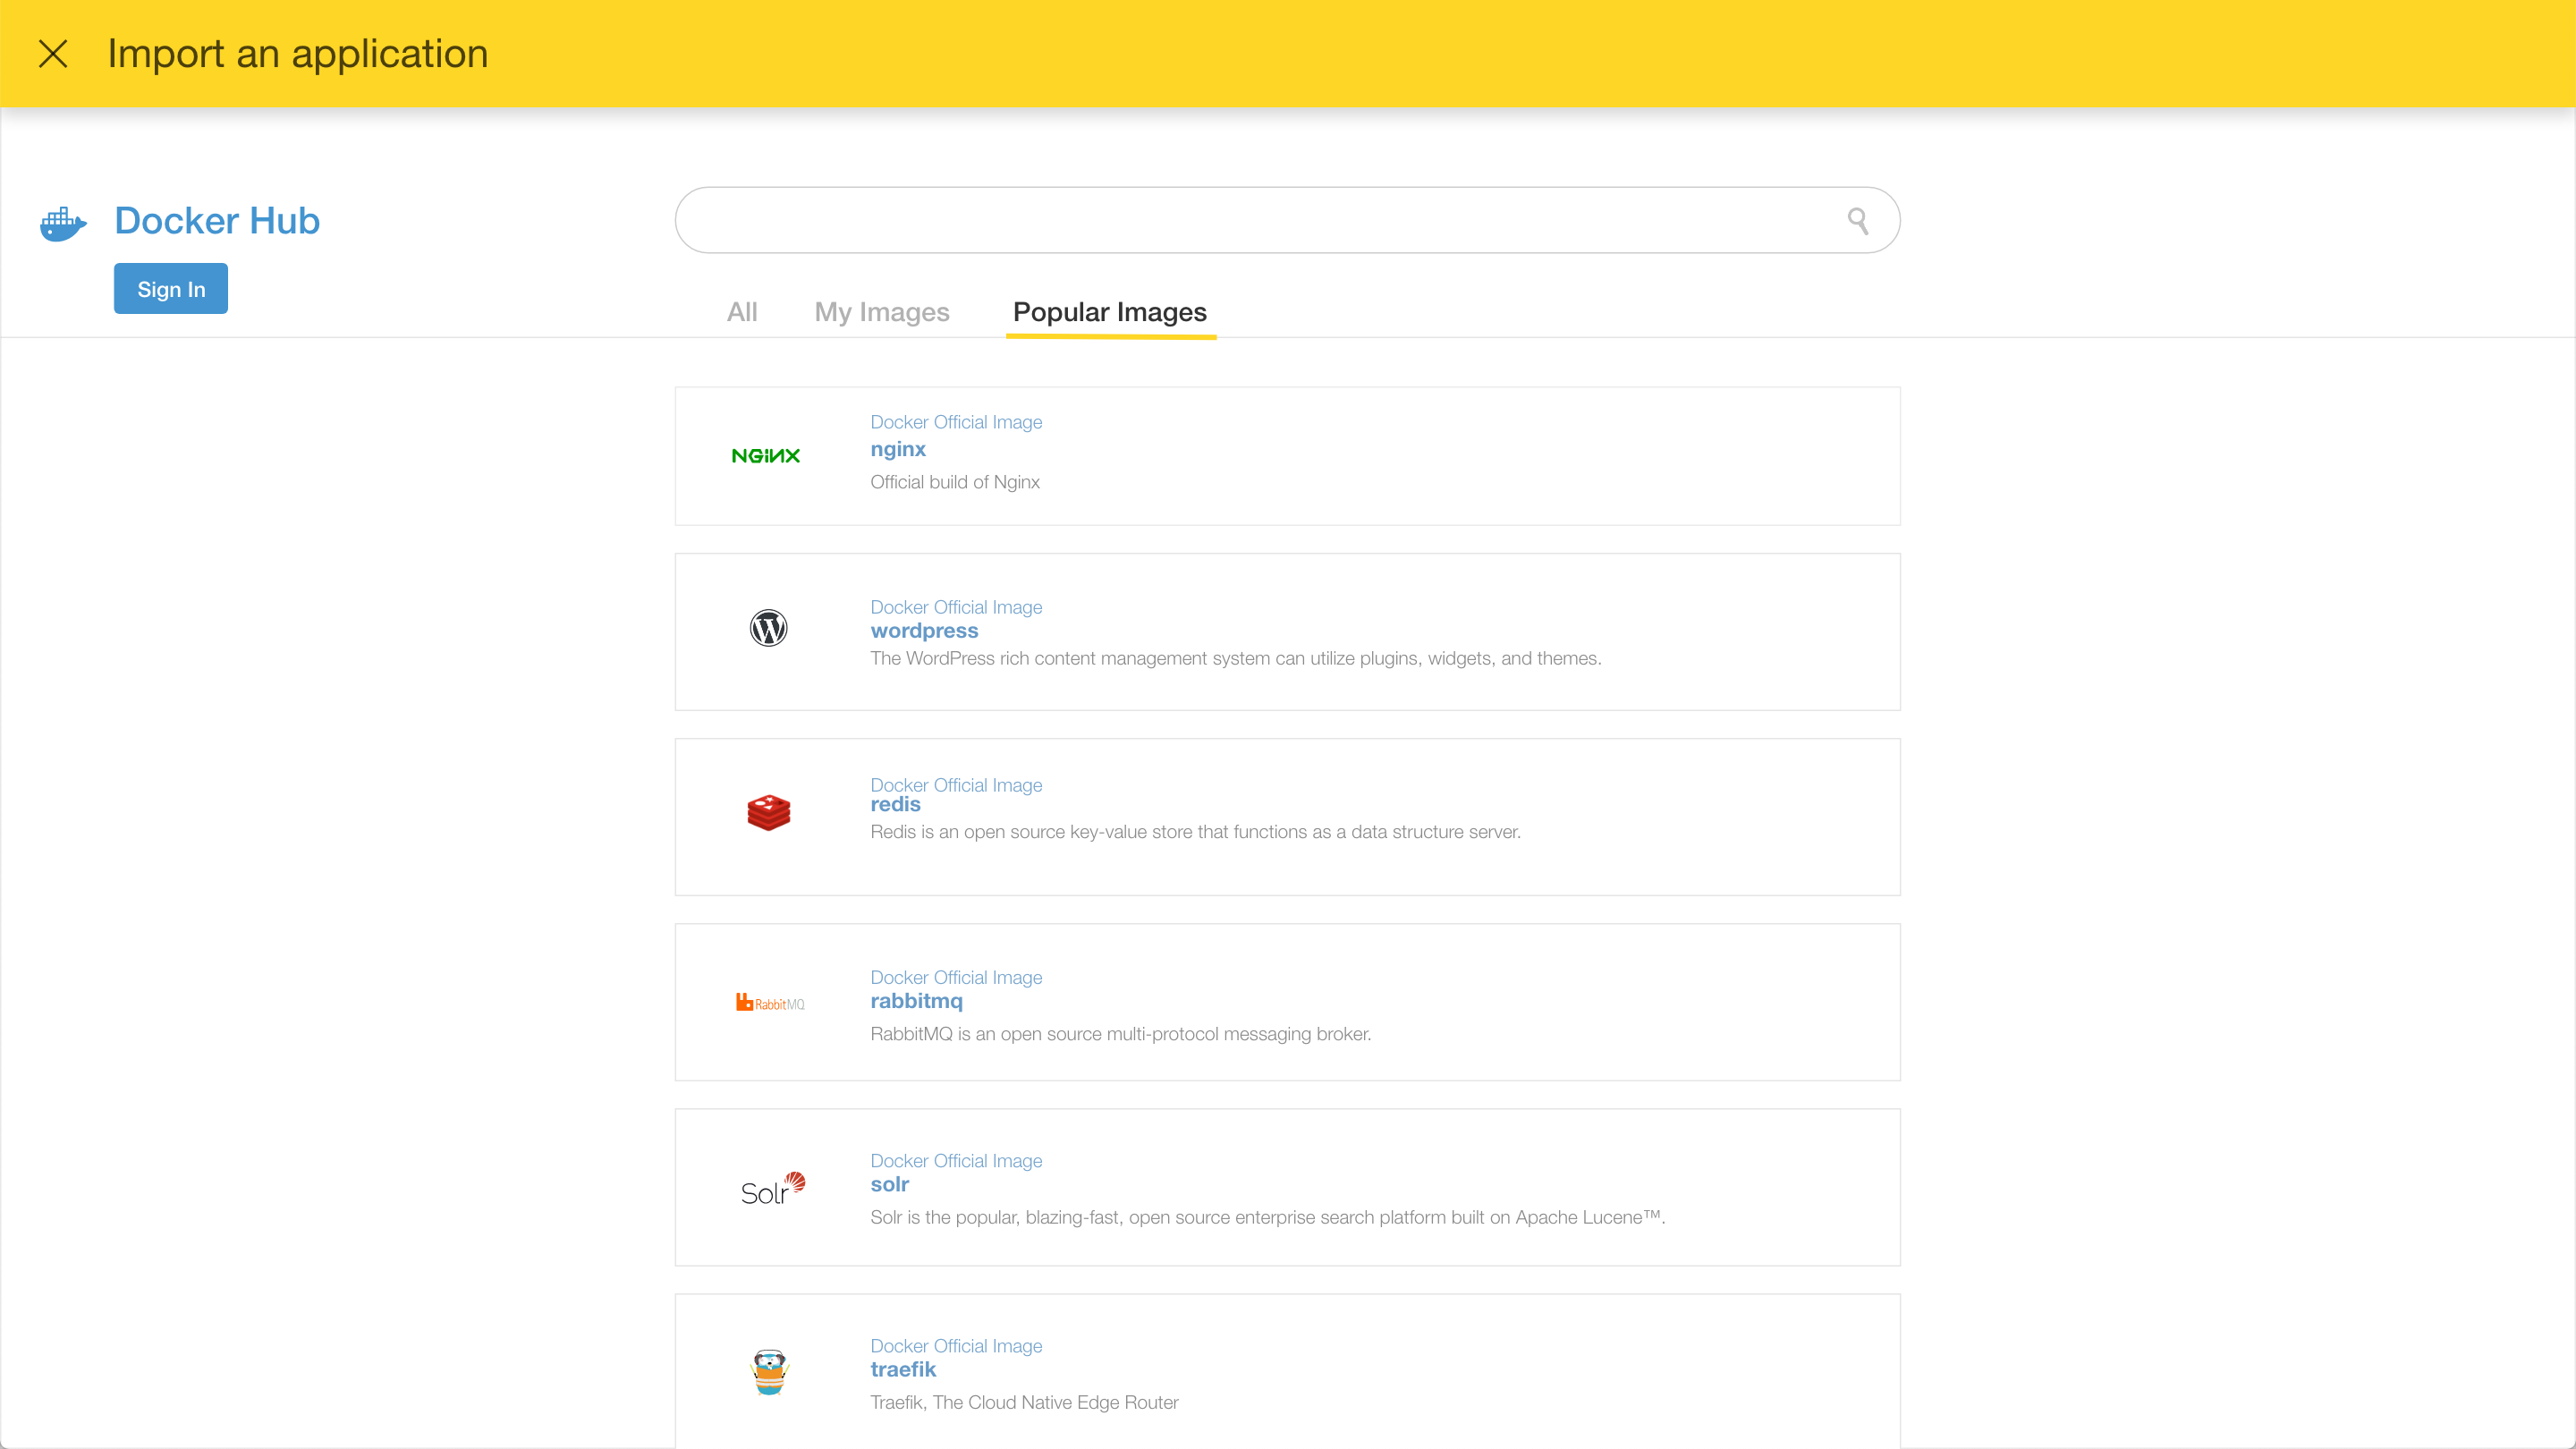 Import an application
Docker Hub
Sign In
All
My Images
Popular Images
NGINX
Docker Official Image
nginx
Official build of Nginx
Docker Official Image
wordpress
The WordPress rich content management system can utilize plugins, widgets, and themes.
Docker Official Image
redis
Redis is an open source key-value store that functions as a data structure server.
RabbitMQ
Docker Official Image
rabbitmq
RabbitMQ is an open source multi-protocol messaging broker.
Solr
Docker Official Image
solr
Solr is the popular, blazing-fast, open source enterprise search platform built on Apache Lucene™.
Docker Official Image
traefik
Traefik, The Cloud Native Edge Router